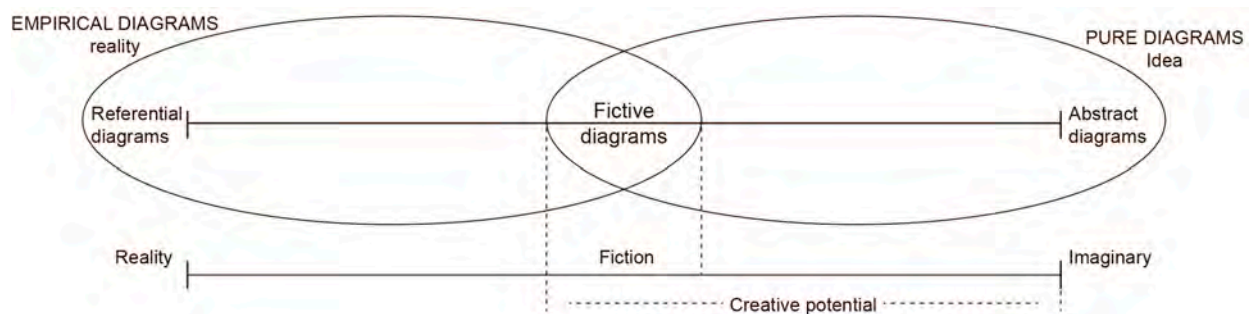 EMPIRICAL DIAGRAMS
reality
PURE DIAGRAMS
Idea
Referential
diagrams
Fictive
diagrams
Abstract
diagrams
Reality
Fiction
Imaginary
Creative potential